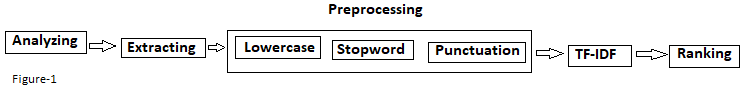 Preprocessing
Analyzing
Extracting
Lowercase
Stopword
Punctuation
TF-IDF
Ranking
Figure-1